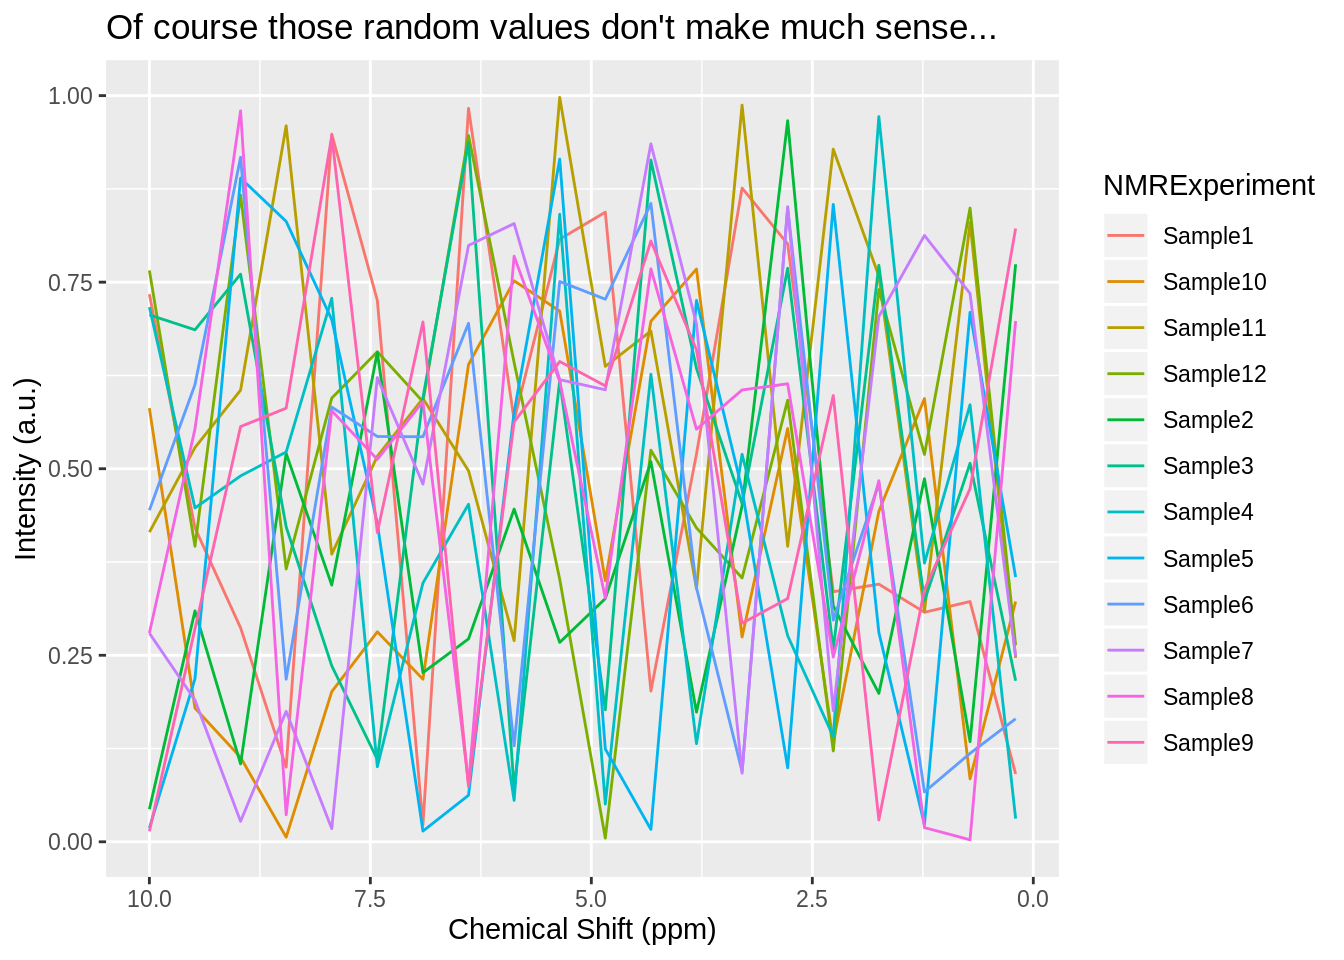 Of course those random values don't make much sense...
1.00
0.75
0.50
0.25
0.00
Intensity (a.u.)
10.0 7.5 5.0 2.5 0.0
Chemical Shift (ppm)
NMRExperiment
Sample1
Sample10
Sample11
Sample12
Sample2
Sample3
Sample4
Sample5
Sample6
Sample7
Sample8
Sample9